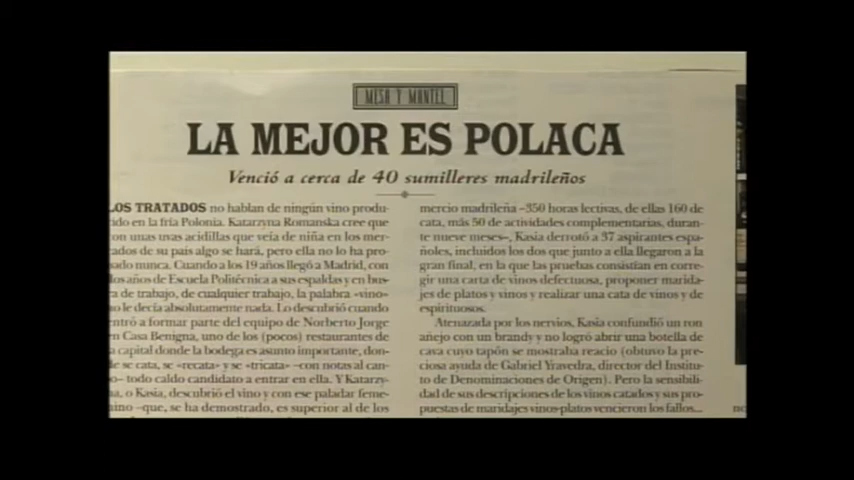 MESA Y MANTEL
LA MEJOR ES POLACA
Venció a cerca de 40 sumilleres madrileños
LOS TRATADOS no hablan de ningún vino produ-
ido en la fría Polonia. Katarzyna Romanska cree que
on unas uvas acidillas que veía de niña en los mer-
ados de su país algo se hará, pero ella no lo ha pro-
ado nunca. Cuando a los 19 años llegó a Madrid, con
los años de Escuela Politécnica a sus espaldas y en bus-
a de trabajo, de cualquier trabajo, la palabra «vino»
o le decía absolutamente nada. Lo descubrió cuando
ntró a formar parte del equipo de Norberto Jorge
en Casa Benigna, uno de los (pocos) restaurantes de
a capital donde la bodega es asunto importante, don-
e se cata, se «recata» y se «tricata» –con notas al can-
o– todo caldo candidato a entrar en ella. Y Katarzy-
a, o Kasia, descubrió el vino y con ese paladar feme-
nino –que, se ha demostrado, es superior al de los
mercio madrileña –350 horas lectivas, de ellas 160 de
cata, más 50 de actividades complementarias, duran-
te nueve meses–, Kasia derrotó a 37 aspirantes espa-
ñoles, incluidos los dos que junto a ella llegaron a la
gran final, en la que las pruebas consistían en corre-
gir una carta de vinos defectuosa, proponer marida-
jes de platos y vinos y realizar una cata de vinos y de
espirituosos.
Atenazada por los nervios, Kasia confundió un ron
añejo con un brandy y no logró abrir una botella de
cava cuyo tapón se mostraba reacio (obtuvo la pre-
ciosa ayuda de Gabriel Yravedra, director del Institu-
to de Denominaciones de Origen). Pero la sensibili-
dad de sus descripciones de los vinos catados y sus pro-
puestas de maridajes vinos-platos vencieron los fallos...